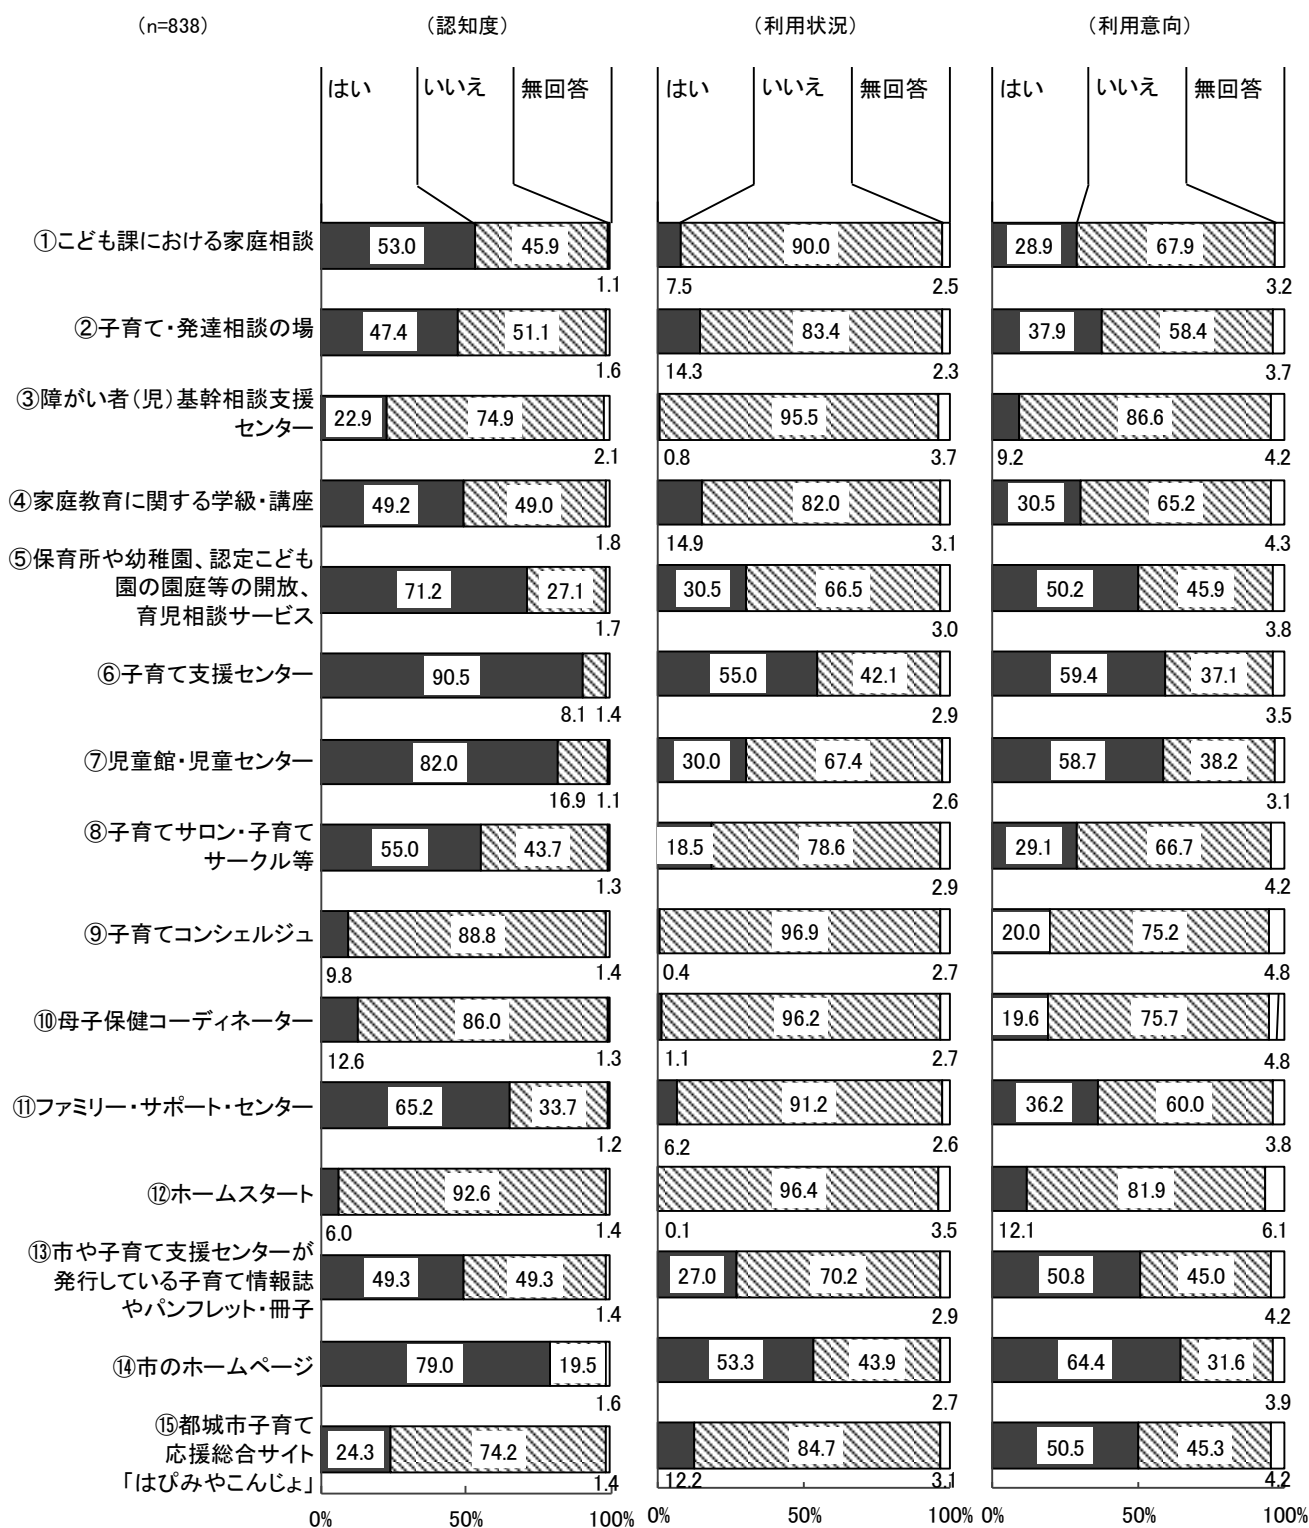 (n=838)
（認知度）
（利用状況）
（利用意向）
はい いいえ 無回答
はい いいえ 無回答
はい いいえ 無回答
①こども課における家庭相談
53.0 45.9 1.1
7.5 90.0 2.5
28.9 67.9 3.2
②子育て・発達相談の場
47.4 51.1 1.6
14.3 83.4 2.3
37.9 58.4 3.7
③障がい者（児）基幹相談支援
センター
22.9 74.9 2.1
0.8 95.5 3.7
9.2 86.6 4.2
④家庭教育に関する学級・講座
49.2 49.0 1.8
14.9 82.0 3.1
30.5 65.2 4.3
⑤保育所や幼稚園、認定こども
園の園庭等の開放、
育児相談サービス
71.2 27.1 1.7
30.5 66.5 3.0
50.2 45.9 3.8
⑥子育て支援センター
90.5 8.1 1.4
55.0 42.1 2.9
59.4 37.1 3.5
⑦児童館・児童センター
82.0 16.9 1.1
30.0 67.4 2.6
58.7 38.2 3.1
⑧子育てサロン・子育て
サークル等
55.0 43.7 1.3
18.5 78.6 2.9
29.1 66.7 4.2
⑨子育てコンシェルジュ
9.8 88.8 1.4
0.4 96.9 2.7
20.0 75.2 4.8
⑩母子保健コーディネーター
12.6 86.0 1.3
1.1 96.2 2.7
19.6 75.7 4.8
⑪ファミリー・サポート・センター
65.2 33.7 1.2
6.2 91.2 2.6
36.2 60.0 3.8
⑫ホームスタート
6.0 92.6 1.4
0.1 96.4 3.5
12.1 81.9 6.1
⑬市や子育て支援センターが
発行している子育て情報誌
やパンフレット・冊子
49.3 49.3 1.4
27.0 70.2 2.9
50.8 45.0 4.2
⑭市のホームページ
79.0 19.5 1.6
53.3 43.9 2.7
64.4 31.6 3.9
⑮都城市子育て
応援総合サイト
「はぴみやこんじょ」
24.3 74.2 1.4
12.2 84.7 3.1
50.5 45.3 4.2
0% 50% 100%
0% 50% 100%
0% 50% 100%